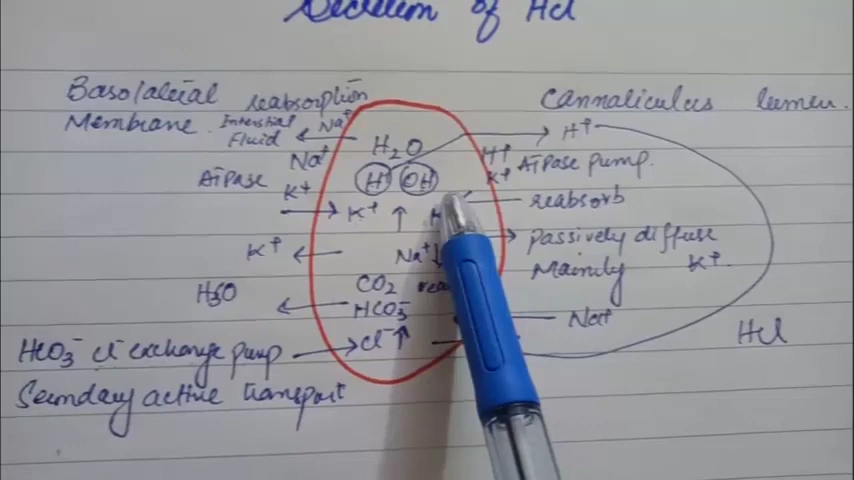 Secretion of HCl
Basolateral reabsorption Cannaliculus lumen.
Membrane. Interstial Na+ H+
Fluid H2O
Na+ H+ ATPase pump.
ATPase K+ H+ OH K+
K+ reabsorb
K+ Na+ passively diffuse
Mainily K+.
H2O CO2
HCO3- Na+
HCl
HCO3- Cl- exchange pump Cl-
Secondary active transport